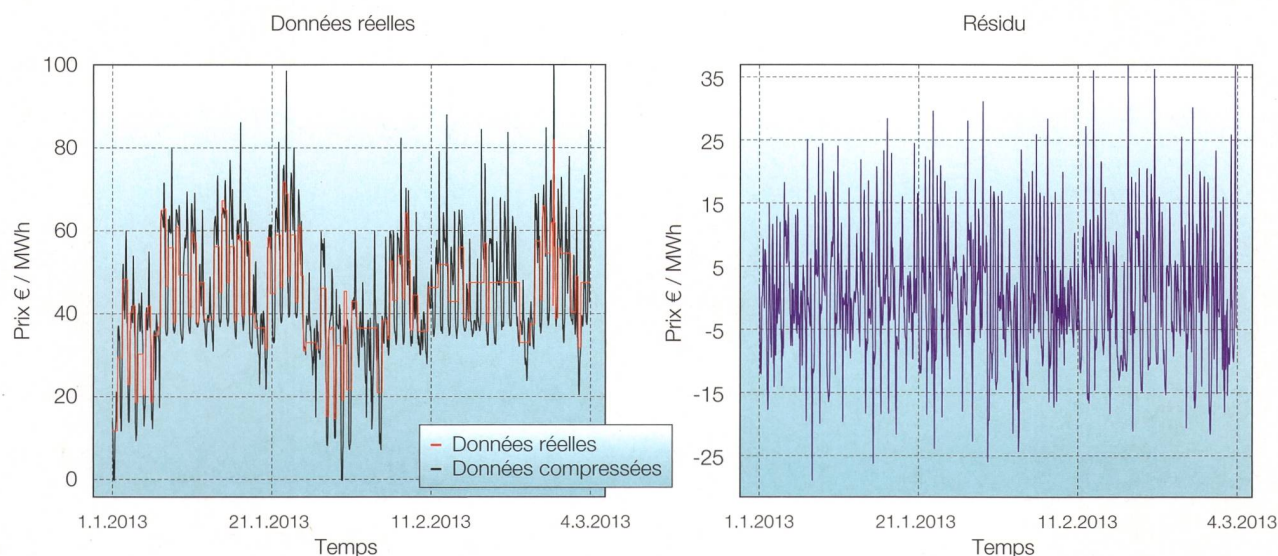 Données réelles
Prix € / MWh
100
80
60
40
20
0
Données réelles
Données compressées
1.1.2013
21.1.2013
11.2.2013
4.3.2013
Temps
Résidu
Prix € / MWh
35
25
15
5
-5
-15
-25
1.1.2013
21.1.2013
11.2.2013
4.3.2013
Temps